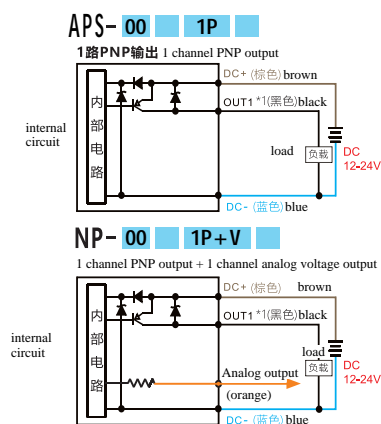 APS- 00 1P
1路PNP输出 1 channel PNP output
DC+ (棕色) brown
内部电路
OUT1 *1(黑色)black
internal
circuit
load 负载 DC
12-24V
DC- (蓝色) blue
NP- 00 1P+V
1 channel PNP output + 1 channel analog voltage output
DC+ (棕色) brown
内部电路
OUT1 *1(黑色)black
internal
circuit
load
负载 DC
12-24V
Analog output
(orange)
DC- (蓝色) blue